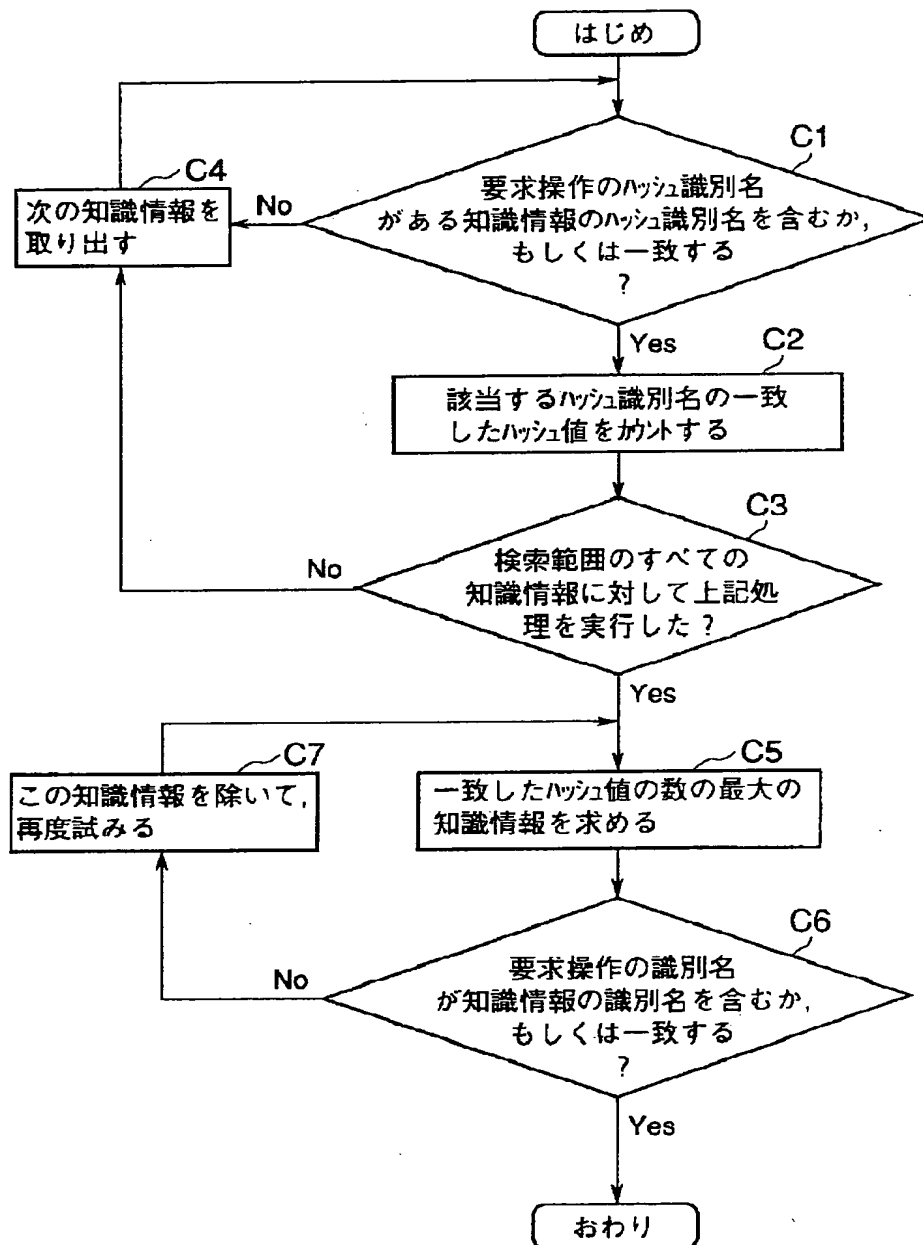 はじめ
C1
要求操作のﾊｯｼｭ識別名
がある知識情報のﾊｯｼｭ識別名を含むか,
もしくは一致する
?
C4
次の知識情報を
取り出す
No
Yes
C2
該当するﾊｯｼｭ識別名の一致
したﾊｯｼｭ値をｶｳﾝﾄする
C3
検索範囲のすべての
知識情報に対して上記処
理を実行した?
No
Yes
C7
この知識情報を除いて,
再度試みる
C5
一致したﾊｯｼｭ値の数の最大の
知識情報を求める
C6
要求操作の識別名
が知識情報の識別名を含むか,
もしくは一致する
?
No
Yes
おわり